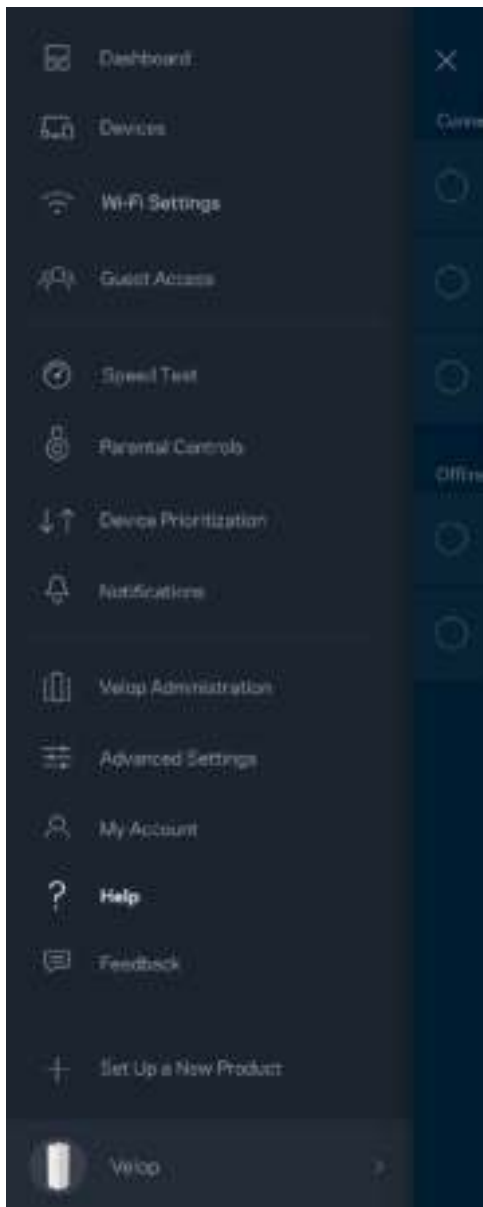 Dashboard
Devices
Wi-Fi Settings
Guest Access
Speed Test
Parental Controls
Device Prioritization
Notifications
Velop Administration
Advanced Settings
My Account
Help
Feedback
Set Up a New Product
Velop
Offline